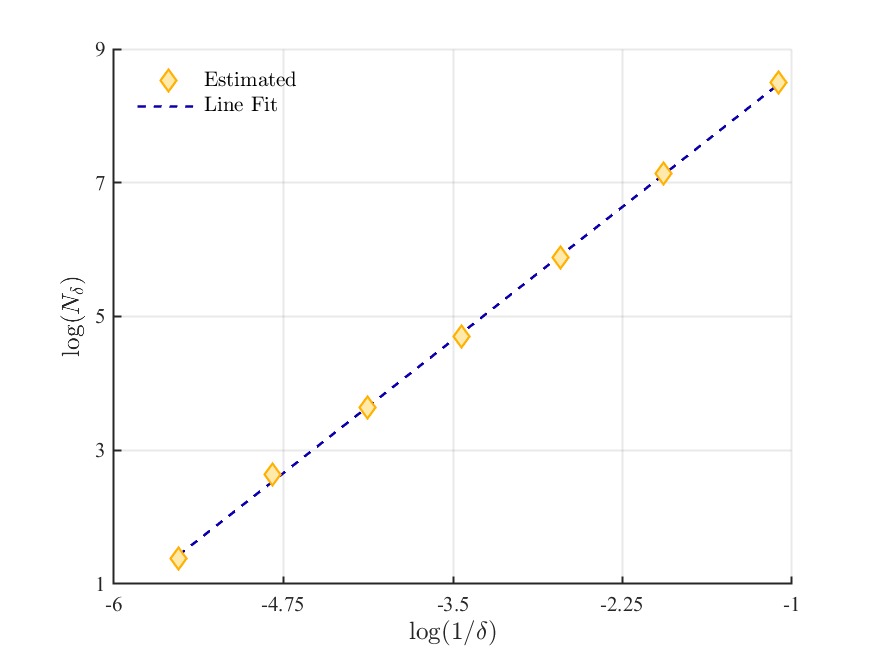 9
Estimated
Line Fit
7
log(N_δ)
5
3
1
-6 -4.75 -3.5 -2.25 -1
log(1/δ)